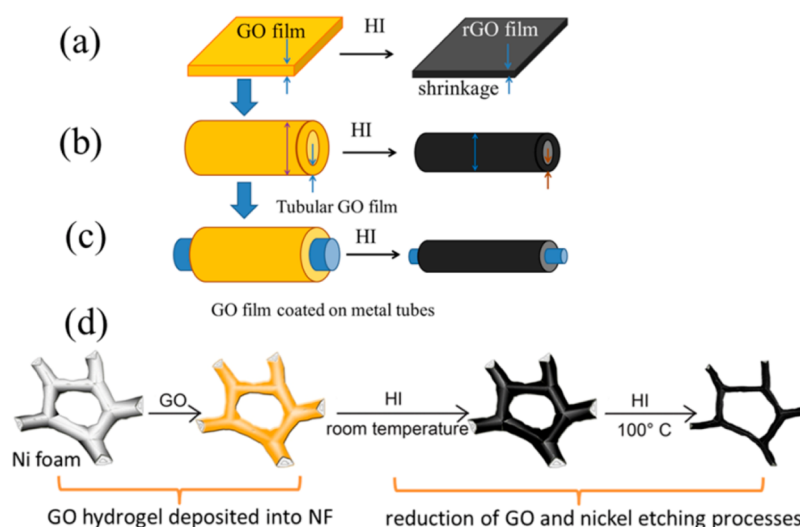 (a)
GO film
HI
rGO film
shrinkage
(b)
HI
Tubular GO film
(c)
HI
GO film coated on metal tubes
(d)
Ni foam
GO
HI
room temperature
HI
100° C
GO hydrogel deposited into NF
reduction of GO and nickel etching processes